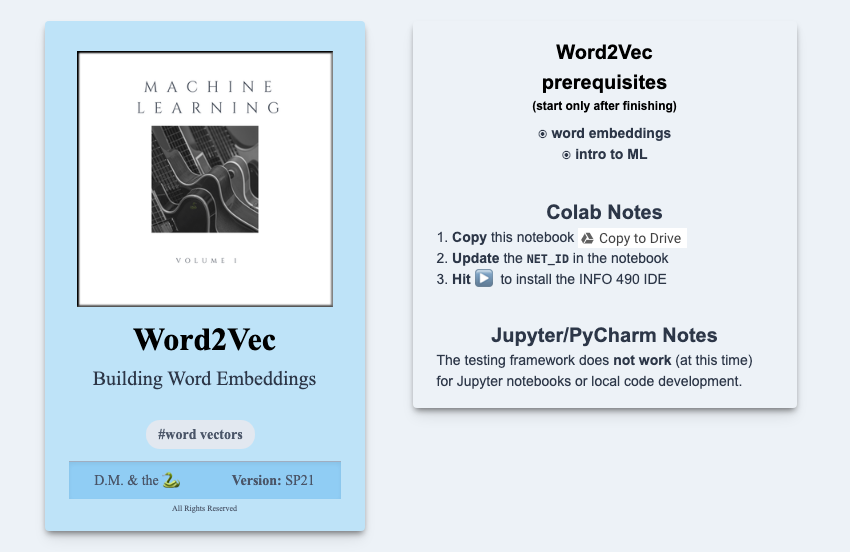 MACHINE
LEARNING
VOLUME I
Word2Vec
Building Word Embeddings
#word vectors
D.M. & the 🐍 Version: SP21
All Rights Reserved
Word2Vec
prerequisites
(start only after finishing)
⦿ word embeddings
⦿ intro to ML
Colab Notes
1. Copy this notebook Copy to Drive
2. Update the NET_ID in the notebook
3. Hit ▶️ to install the INFO 490 IDE
Jupyter/PyCharm Notes
The testing framework does not work (at this time)
for Jupyter notebooks or local code development.